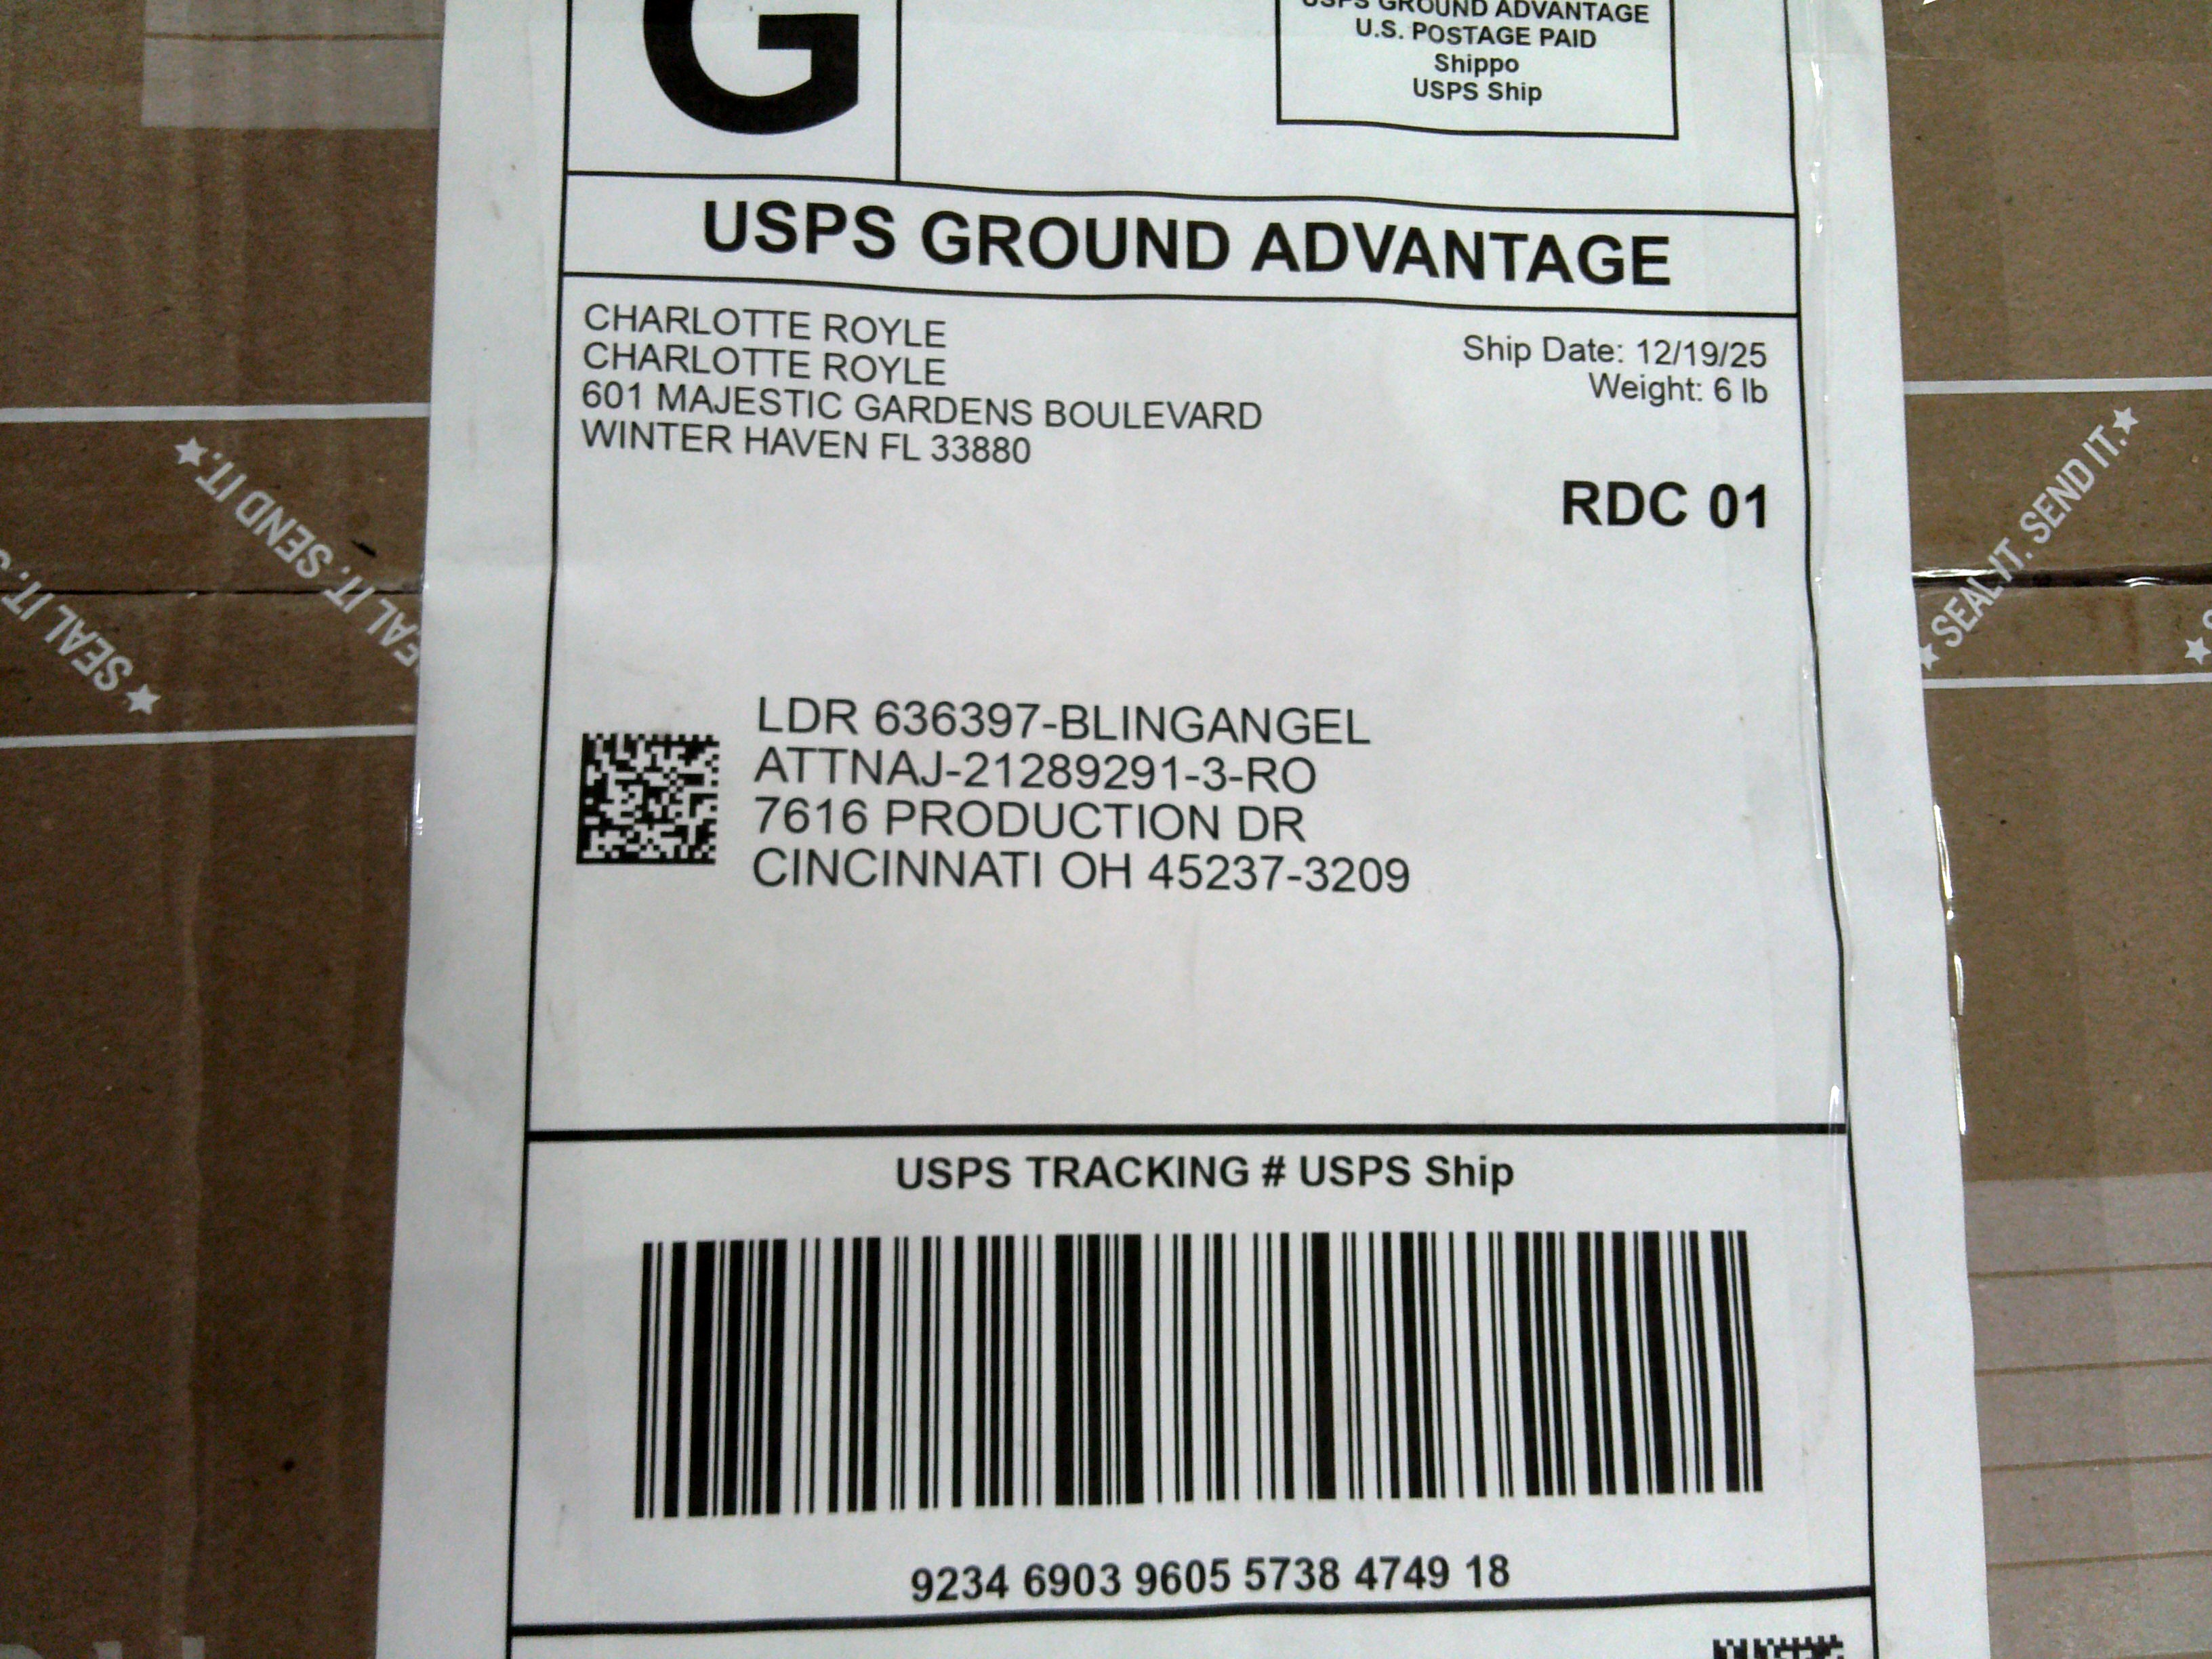 G
USPS GROUND ADVANTAGE
U.S. POSTAGE PAID
Shippo
USPS Ship
USPS GROUND ADVANTAGE
CHARLOTTE ROYLE
CHARLOTTE ROYLE
601 MAJESTIC GARDENS BOULEVARD
WINTER HAVEN FL 33880
Ship Date: 12/19/25
Weight: 6 lb
RDC 01
LDR 636397-BLINGANGEL
ATTNAJ-21289291-3-RO
7616 PRODUCTION DR
CINCINNATI OH 45237-3209
USPS TRACKING # USPS Ship
9234 6903 9605 5738 4749 18
SEAL IT. SEND IT.
SEAL IT.
SEAL IT. SEND IT.